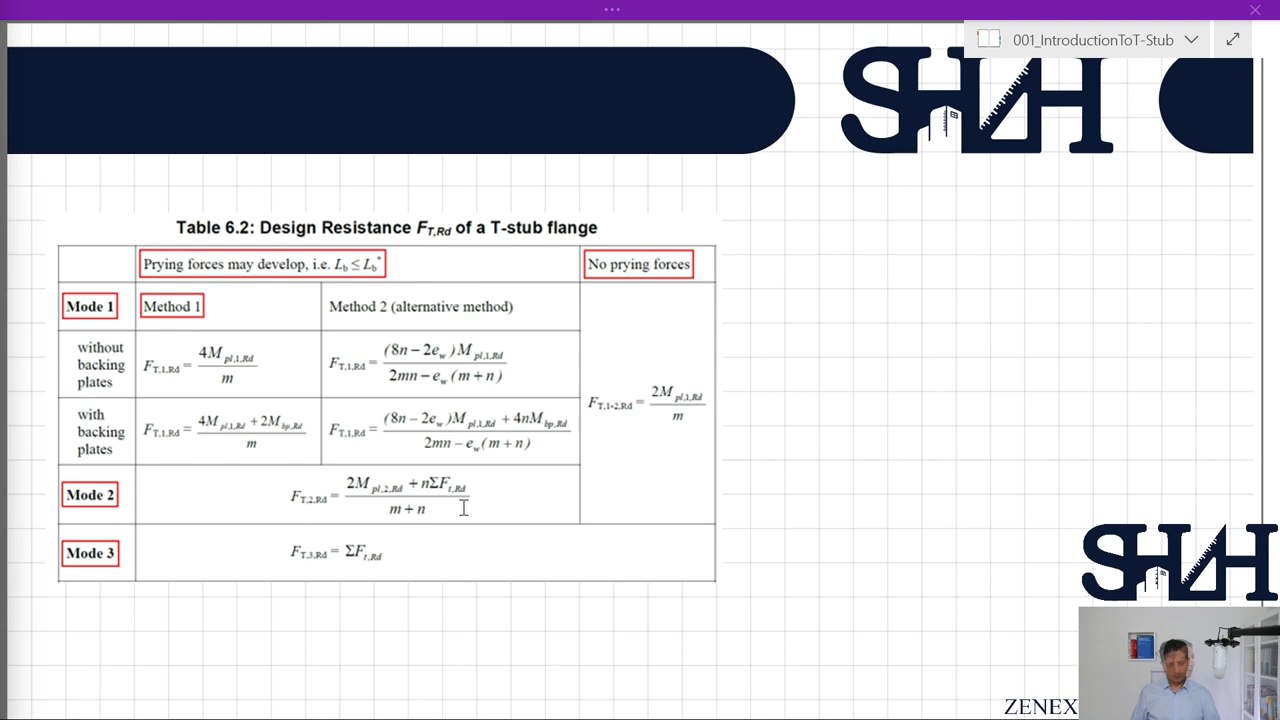 ...
001_IntroductionToT-Stub
SHZH
Table 6.2: Design Resistance F_T,Rd of a T-stub flange
Prying forces may develop, i.e. L_b ≤ L_b^*
No prying forces
Mode 1
Method 1
Method 2 (alternative method)
without
backing
plates
F_T,1,Rd = 4M_pl,1,Rd / m
F_T,1,Rd = (8n − 2e_w)M_pl,1,Rd / 2mn − e_w(m + n)
F_T,1-2,Rd = 2M_pl,1,Rd / m
with
backing
plates
F_T,1,Rd = 4M_pl,1,Rd + 2M_bp,Rd / m
F_T,1,Rd = (8n − 2e_w)M_pl,1,Rd + 4nM_bp,Rd / 2mn − e_w(m + n)
Mode 2
F_T,2,Rd = 2M_pl,2,Rd + nΣF_t,Rd / m + n
Mode 3
F_T,3,Rd = ΣF_t,Rd
SHZH
ZENEX